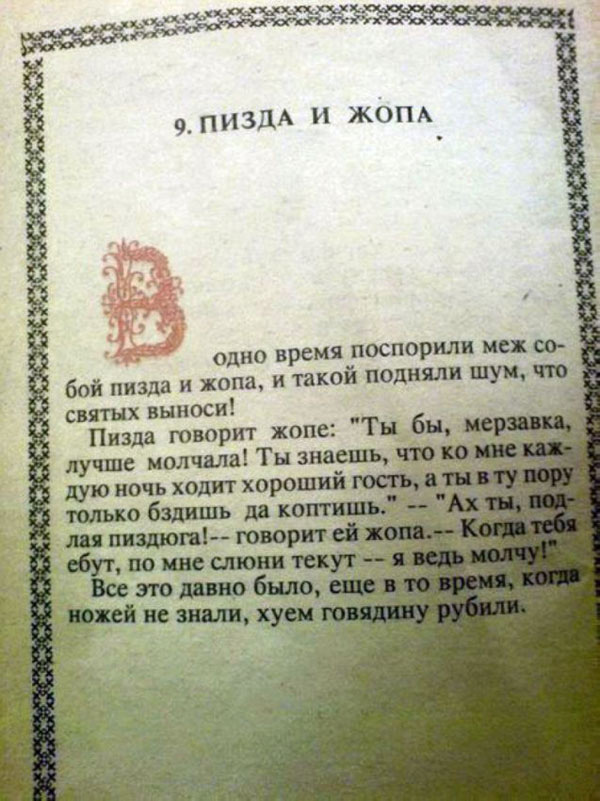 9. ПИЗДА И ЖОПА
В одно время поспорили меж со-
бой пизда и жопа, и такой подняли шум, что
святых выноси!
Пизда говорит жопе: "Ты бы, мерзавка,
лучше молчала! Ты знаешь, что ко мне каж-
дую ночь ходит хороший гость, а ты в ту пору
только бздишь да коптишь." -- "Ах ты, под-
лая пиздюга!-- говорит ей жопа.-- Когда тебя
ебут, по мне слюни текут -- я ведь молчу!"
Все это давно было, еще в то время, когда
ножей не знали, хуем говядину рубили.